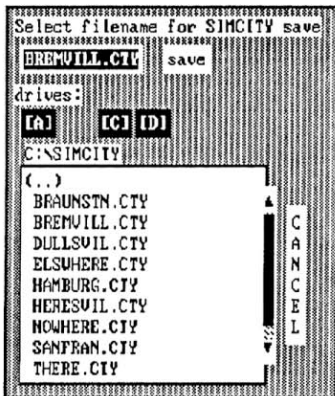 Select filename for SIMCITY save
BREMVILL.CTY save
drives:
[A] [C] [D]
C:\SIMCITY
(..)
BRAUNSTN.CTY
BREMVILL.CTY
DULLSVIL.CTY
ELSWHERE.CTY
HAMBURG.CTY
HERESVIL.CTY
NOWHERE.CTY
SANFRAN.CTY
THERE.CTY
CANCEL